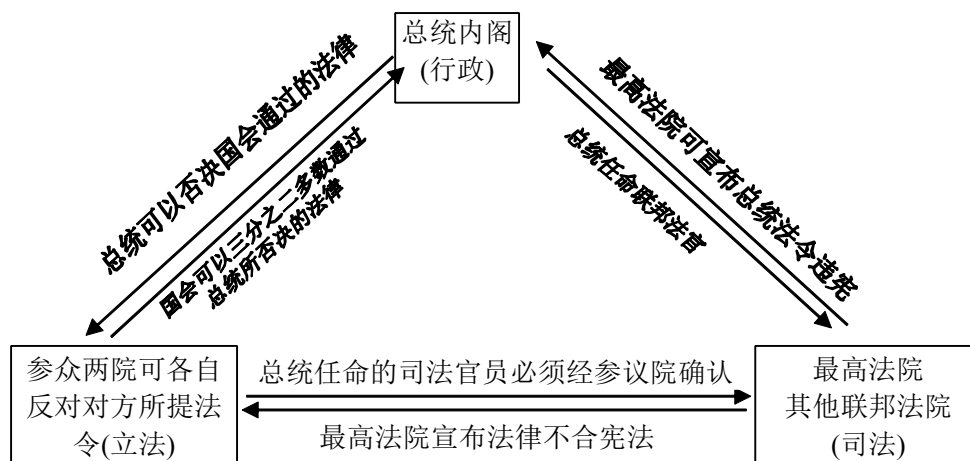 总统内阁
(行政)
总统可以否决国会通过的法律
国会可以三分之二多数通过
总统所否决的法律
最高法院可宣布总统法令违宪
总统任命联邦法官
参众两院可各自
反对对方所提法
令(立法)
总统任命的司法官员必须经参议院确认
最高法院宣布法律不合宪法
最高法院
其他联邦法院
(司法)